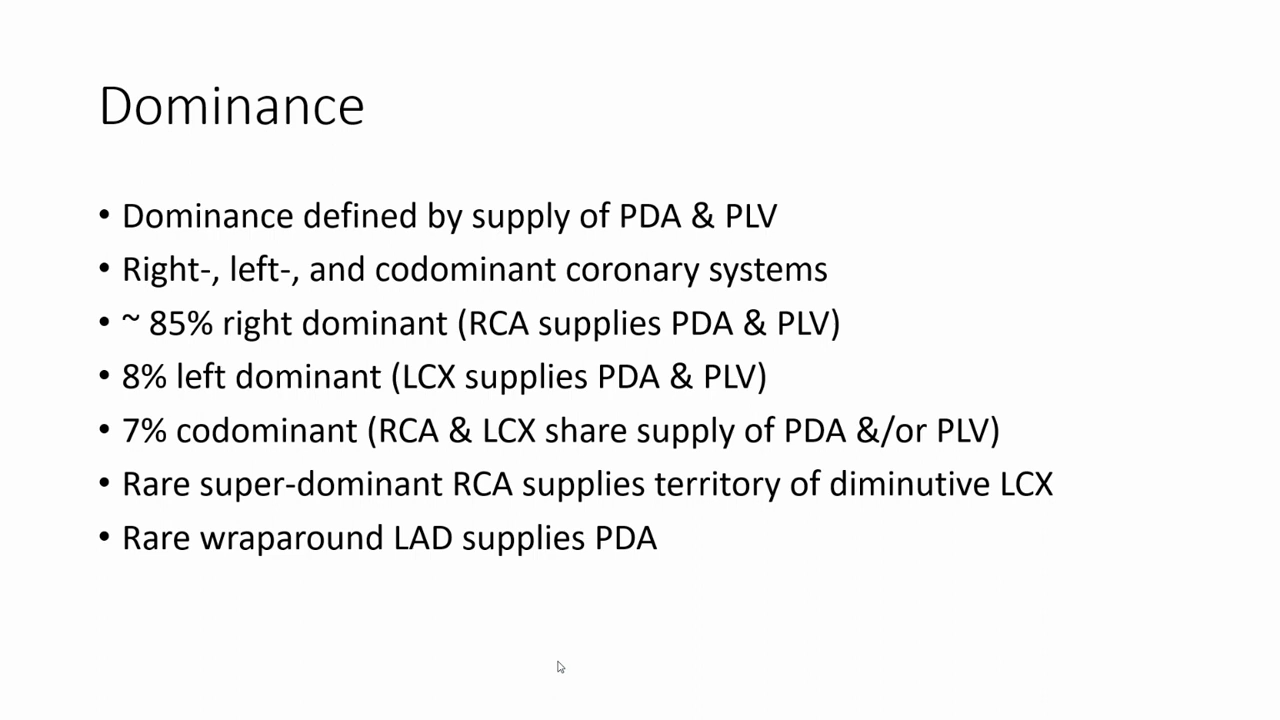 Dominance
• Dominance defined by supply of PDA & PLV
• Right-, left-, and codominant coronary systems
• ~ 85% right dominant (RCA supplies PDA & PLV)
• 8% left dominant (LCX supplies PDA & PLV)
• 7% codominant (RCA & LCX share supply of PDA &/or PLV)
• Rare super-dominant RCA supplies territory of diminutive LCX
• Rare wraparound LAD supplies PDA